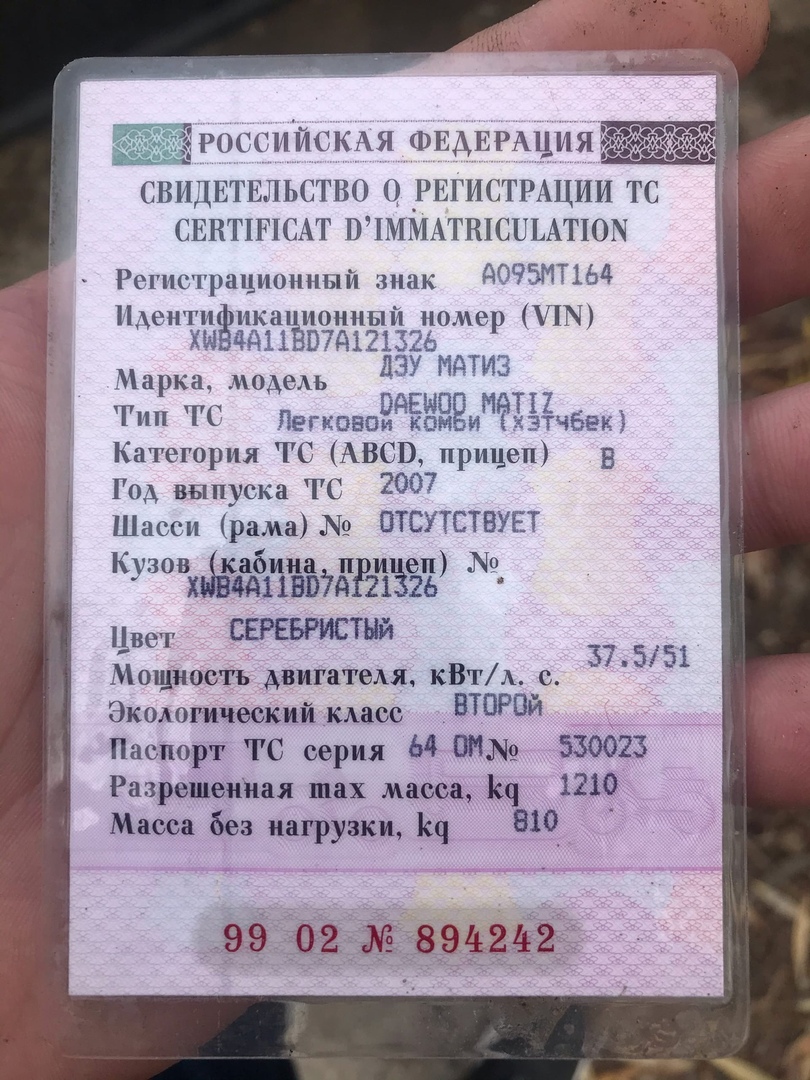 РОССИЙСКАЯ ФЕДЕРАЦИЯ
СВИДЕТЕЛЬСТВО О РЕГИСТРАЦИИ ТС
CERTIFICAT D'IMMATRICULATION
Регистрационный знак А095МТ164
Идентификационный номер (VIN)
XWB4A11BD7A121326
ДЭУ МАТИЗ
Марка, модель
DAEWOO MATIZ
Тип ТС Легковой комби (хэтчбек)
Категория ТС (ABCD, прицеп) B
Год выпуска ТС 2007
Шасси (рама) № ОТСУТСТВУЕТ
Кузов (кабина, прицеп) №
XWB4A11BD7A121326
Цвет СЕРЕБРИСТЫЙ
Мощность двигателя, кВт/л. с. 37.5/51
Экологический класс ВТОРОЙ
Паспорт ТС серия 64 ОМ № 530023
Разрешенная max масса, kg 1210
Масса без нагрузки, kg 810
99 02 № 894242